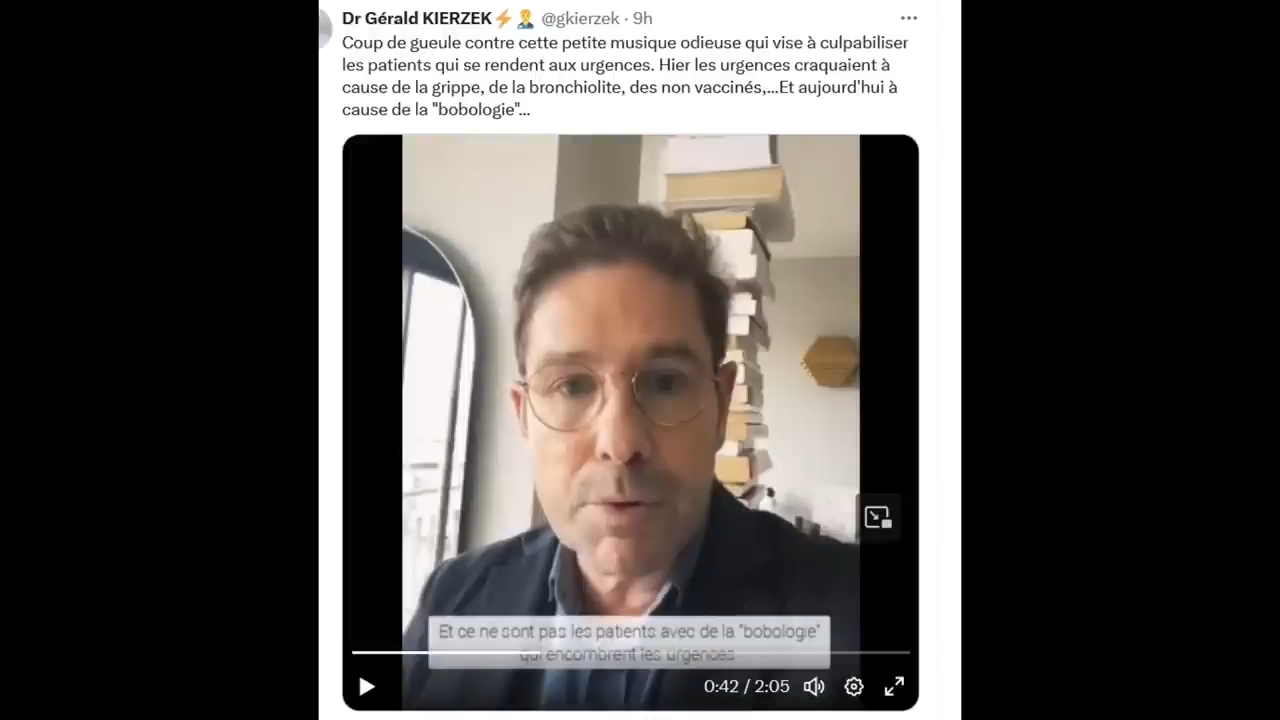 Dr Gérald KIERZEK⚡🤦‍♂️ @gkierzek · 9h
Coup de gueule contre cette petite musique odieuse qui vise à culpabiliser
les patients qui se rendent aux urgences. Hier les urgences craquaient à
cause de la grippe, de la bronchiolite, des non vaccinés,...Et aujourd'hui à
cause de la "bobologie"...
Et ce ne sont pas les patients avec de la "bobologie"
qui encombrent les urgences
0:42 / 2:05